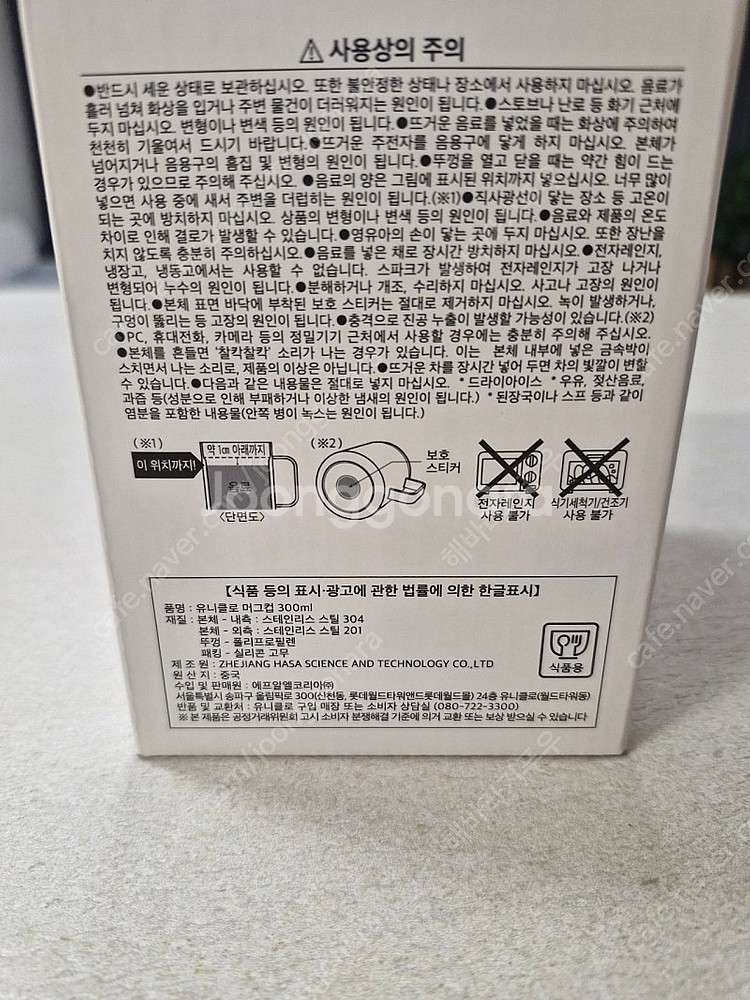 ⚠ 사용상의 주의
●반드시 세운 상태로 보관하십시오. 또한 불안정한 상태나 장소에서 사용하지 마십시오. 음료가
흘러 넘쳐 화상을 입거나 주변 물건이 더러워지는 원인이 됩니다.●스토브나 난로 등 화기 근처에
두지 마십시오. 변형이나 변색 등의 원인이 됩니다.●뜨거운 음료를 넣었을 때는 화상에 주의하여
천천히 기울여서 드시기 바랍니다.●뜨거운 주전자를 음용구에 닿게 하지 마십시오. 본체가
넘어지거나 음용구의 흠집 및 변형의 원인이 됩니다.●뚜껑을 열고 닫을 때는 약간 힘이 드는
경우가 있으므로 주의해 주십시오. ●음료의 양은 그림에 표시된 위치까지 넣으십시오. 너무 많이
넣으면 사용 중에 새서 주변을 더럽히는 원인이 됩니다.(※1)●직사광선이 닿는 장소 등 고온이
되는 곳에 방치하지 마십시오. 상품의 변형이나 변색 등의 원인이 됩니다.●음료와 제품의 온도
차이로 인해 결로가 발생할 수 있습니다.●영유아의 손이 닿는 곳에 두지 마십시오. 또한 장난을
치지 않도록 충분히 주의하십시오.●음료를 넣은 채로 장시간 방치하지 마십시오.●전자레인지,
냉장고, 냉동고에서는 사용할 수 없습니다. 스파크가 발생하여 전자레인지가 고장 나거나
변형되어 누수의 원인이 됩니다.●분해하거나 개조, 수리하지 마십시오. 사고나 고장의 원인이
됩니다.●본체 표면 바닥에 부착된 보호 스티커는 절대로 제거하지 마십시오. 녹이 발생하거나,
구멍이 뚫리는 등 고장의 원인이 됩니다.●충격으로 진공 누출이 발생할 가능성이 있습니다.(※2)
●PC, 휴대전화, 카메라 등의 정밀기기 근처에서 사용할 경우에는 충분히 주의해 주십시오.
●본체를 흔들면 '찰칵찰칵' 소리가 나는 경우가 있습니다. 이는 본체 내부에 넣은 금속박이
스치면서 나는 소리로, 제품의 이상은 아닙니다.●뜨거운 차를 장시간 넣어 두면 차의 빛깔이 변할
수 있습니다.●다음과 같은 내용물은 절대로 넣지 마십시오. *드라이아이스 *우유, 젖산음료,
과즙 등(성분으로 인해 부패하거나 이상한 냄새의 원인이 됩니다.) *된장국이나 스프 등과 같이
염분을 포함한 내용물(안쪽 병이 녹스는 원인이 됩니다.)
(※1)
약 1㎝ 아래까지
이 위치까지!
음료
<단면도>
(※2)
보호
스티커
전자레인지
사용 불가
식기세척기/건조기
사용 불가
【식품 등의 표시·광고에 관한 법률에 의한 한글표시】
품명 : 유니클로 머그컵 300ml
재질 : 본체 - 내측 : 스테인리스 스틸 304
본체 - 외측 : 스테인리스 스틸 201
뚜껑 - 폴리프로필렌
패킹 - 실리콘 고무
제 조 원 : ZHEJIANG HASA SCIENCE AND TECHNOLOGY CO.,LTD
원 산 지 : 중국
수입 및 판매원 : 에프알엘코리아㈜
서울특별시 송파구 올림픽로 300(신천동, 롯데월드타워앤드롯데월드몰) 24층 유니클로(월드타워동)
반품 및 교환처 : 유니클로 구입 매장 또는 소비자 상담실 (080-722-3300)
※ 본 제품은 공정거래위원회 고시 소비자 분쟁해결 기준에 의거 교환 또는 보상 받으실 수 있습니다
식품용
joonggonara
cafe.naver.com/joonggonara